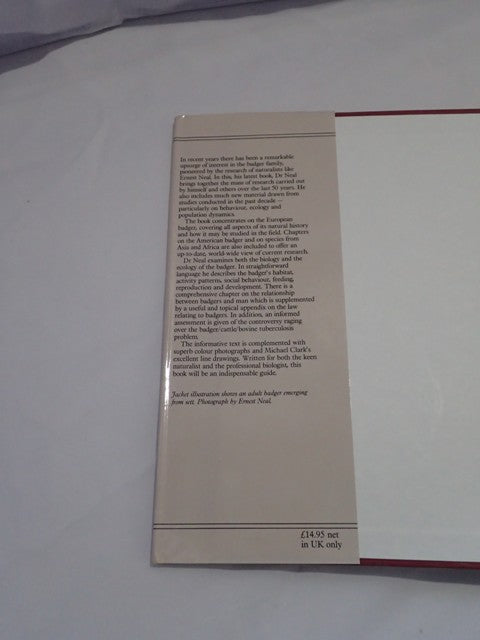 In recent years there has been a remarkable
upsurge of interest in the badger family,
pioneered by the research of naturalists like
Ernest Neal. In this, his latest book, Dr Neal
brings together the mass of research carried out
by himself and others over the last 50 years. He
also includes much new material drawn from
studies conducted in the past decade –
particularly on behaviour, ecology and
population dynamics.
The book concentrates on the European
badger, covering all aspects of its natural history
and how it may be studied in the field. Chapters
on the American badger and on species from
Asia and Africa are also included to offer an
up-to-date, world-wide view of current research.
Dr Neal examines both the biology and the
ecology of the badger. In straightforward
language he describes the badger's habitat,
activity patterns, social behaviour, feeding,
reproduction and development. There is a
comprehensive chapter on the relationship
between badgers and man which is supplemented
by a useful and topical appendix on the law
relating to badgers. In addition, an informed
assessment is given of the controversy raging
over the badger/cattle/bovine tuberculosis
problem.
The informative text is complemented with
superb colour photographs and Michael Clark's
excellent line drawings. Written for both the keen
naturalist and the professional biologist, this
book will be an indispensable guide.
Jacket illustration shows an adult badger emerging
from sett. Photograph by Ernest Neal.
£14.95 net
in UK only